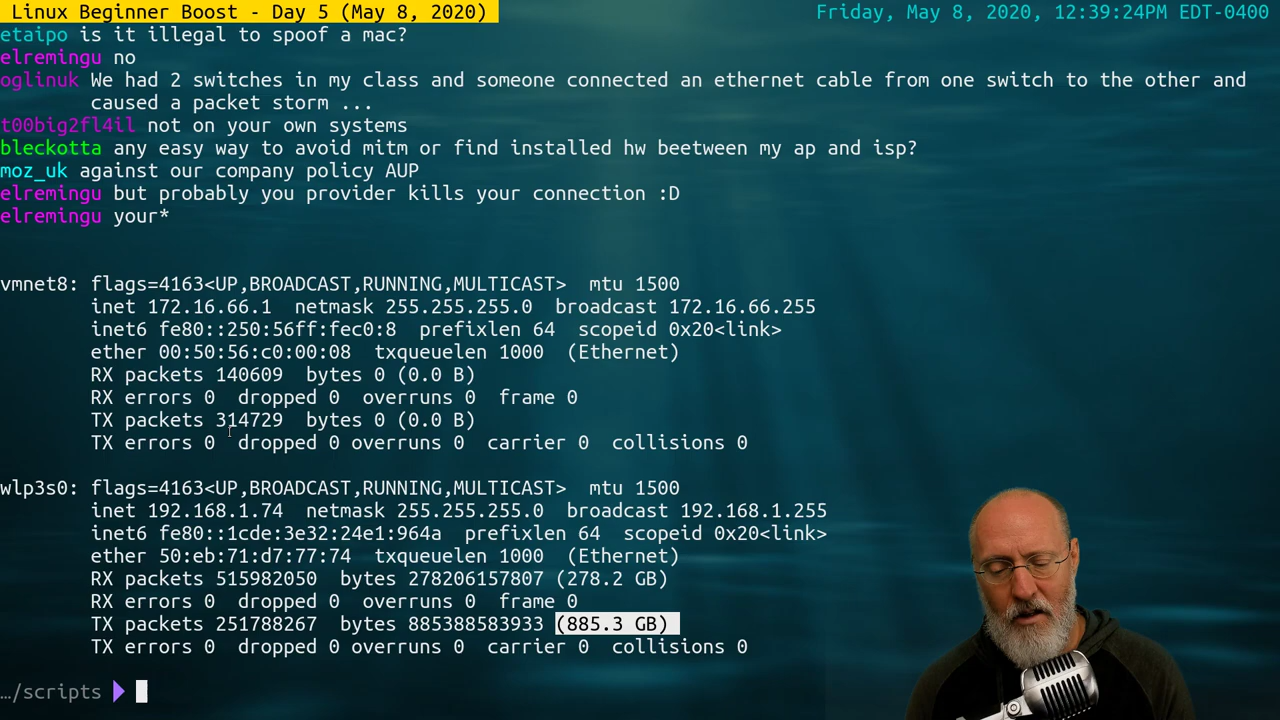 Linux Beginner Boost - Day 5 (May 8, 2020)
Friday, May 8, 2020, 12:39:24PM EDT-0400
etaipo is it illegal to spoof a mac?
elremingu no
oglinuk We had 2 switches in my class and someone connected an ethernet cable from one switch to the other and
caused a packet storm ...
t00big2fl4il not on your own systems
bleckotta any easy way to avoid mitm or find installed hw beetween my ap and isp?
moz_uk against our company policy AUP
elremingu but probably you provider kills your connection :D
elremingu your*
vmnet8: flags=4163<UP,BROADCAST,RUNNING,MULTICAST>  mtu 1500
inet 172.16.66.1  netmask 255.255.255.0  broadcast 172.16.66.255
inet6 fe80::250:56ff:fec0:8  prefixlen 64  scopeid 0x20<link>
ether 00:50:56:c0:00:08  txqueuelen 1000  (Ethernet)
RX packets 140609  bytes 0 (0.0 B)
RX errors 0  dropped 0  overruns 0  frame 0
TX packets 314729  bytes 0 (0.0 B)
TX errors 0  dropped 0 overruns 0  carrier 0  collisions 0
wlp3s0: flags=4163<UP,BROADCAST,RUNNING,MULTICAST>  mtu 1500
inet 192.168.1.74  netmask 255.255.255.0  broadcast 192.168.1.255
inet6 fe80::1cde:3e32:24e1:964a  prefixlen 64  scopeid 0x20<link>
ether 50:eb:71:d7:77:74  txqueuelen 1000  (Ethernet)
RX packets 515982050  bytes 278206157807 (278.2 GB)
RX errors 0  dropped 0  overruns 0  frame 0
TX packets 251788267  bytes 885388583933 (885.3 GB)
TX errors 0  dropped 0 overruns 0  carrier 0  collisions 0
…/scripts